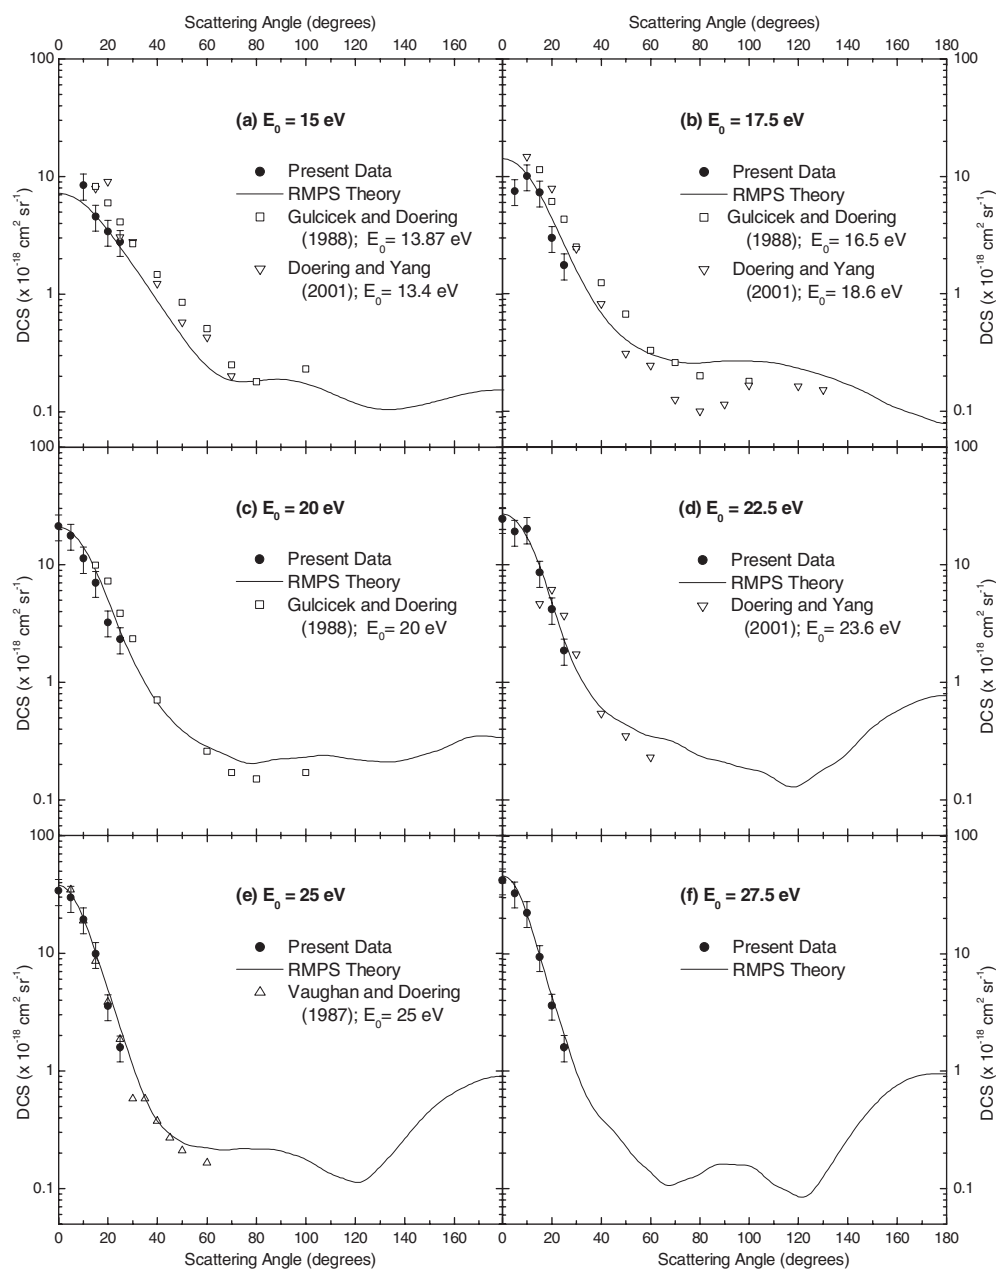 Scattering Angle (degrees)
Scattering Angle (degrees)
0 20 40 60 80 100 120 140 160
0 20 40 60 80 100 120 140 160 180
100
10
1
0.1
DCS (x 10⁻¹⁸ cm² sr⁻¹)
(a) E₀ = 15 eV
Present Data
RMPS Theory
Gulcicek and Doering
(1988); E₀= 13.87 eV
Doering and Yang
(2001); E₀= 13.4 eV
(b) E₀ = 17.5 eV
Present Data
RMPS Theory
Gulcicek and Doering
(1988); E₀= 16.5 eV
Doering and Yang
(2001); E₀= 18.6 eV
100
10
1
0.1
DCS (x 10⁻¹⁸ cm² sr⁻¹)
100
10
1
0.1
DCS (x 10⁻¹⁸ cm² sr⁻¹)
(c) E₀ = 20 eV
Present Data
RMPS Theory
Gulcicek and Doering
(1988); E₀= 20 eV
(d) E₀ = 22.5 eV
Present Data
RMPS Theory
Doering and Yang
(2001); E₀= 23.6 eV
100
10
1
0.1
DCS (x 10⁻¹⁸ cm² sr⁻¹)
100
10
1
0.1
DCS (x 10⁻¹⁸ cm² sr⁻¹)
(e) E₀ = 25 eV
Present Data
RMPS Theory
Vaughan and Doering
(1987); E₀= 25 eV
(f) E₀ = 27.5 eV
Present Data
RMPS Theory
100
10
1
0.1
DCS (x 10⁻¹⁸ cm² sr⁻¹)
0 20 40 60 80 100 120 140 160
0 20 40 60 80 100 120 140 160 180
Scattering Angle (degrees)
Scattering Angle (degrees)